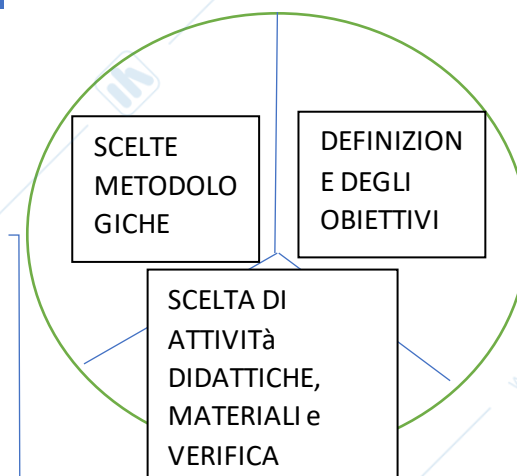 SCELTE
METODOLO
GICHE
DEFINIZION
E DEGLI
OBIETTIVI
SCELTA DI
ATTIVITà
DIDATTICHE,
MATERIALI e
VERIFICA